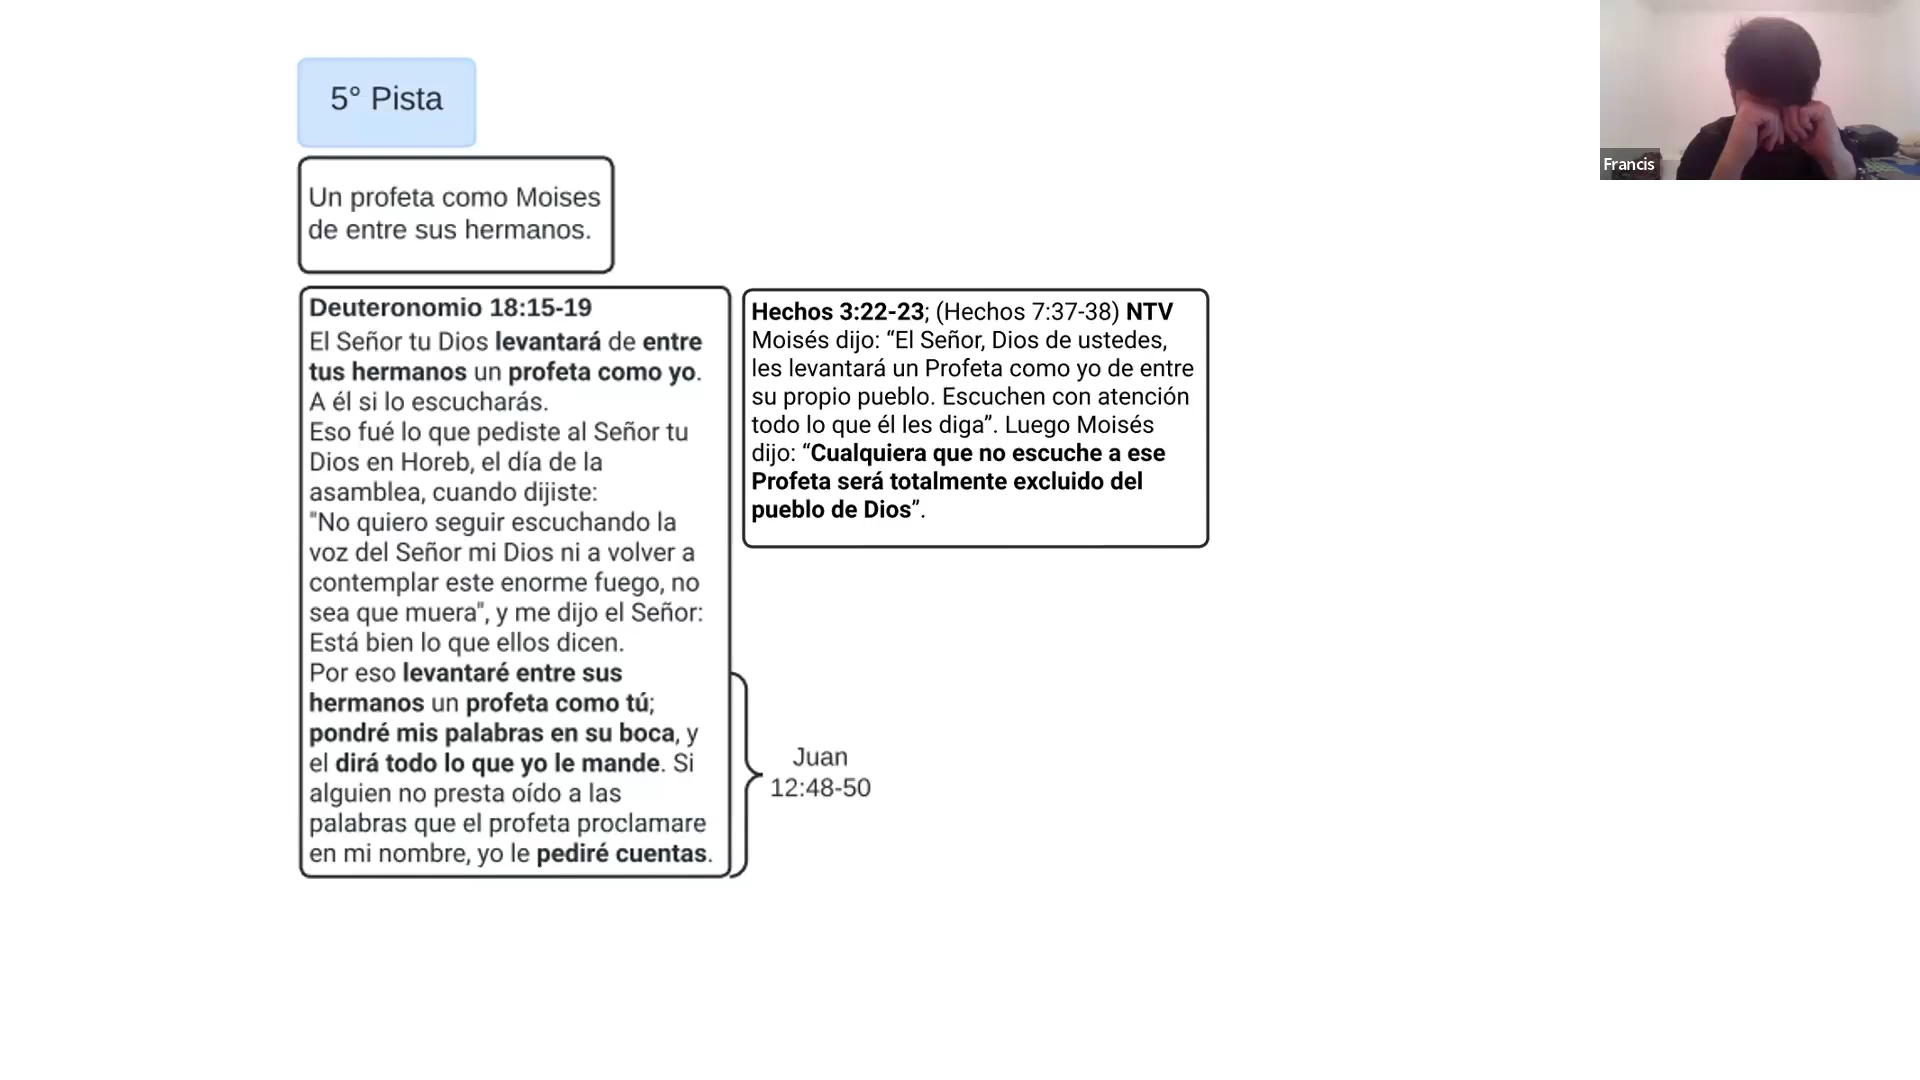 5° Pista
Un profeta como Moises
de entre sus hermanos.
Deuteronomio 18:15-19
El Señor tu Dios levantará de entre
tus hermanos un profeta como yo.
A él si lo escucharás.
Eso fué lo que pediste al Señor tu
Dios en Horeb, el día de la
asamblea, cuando dijiste:
"No quiero seguir escuchando la
voz del Señor mi Dios ni a volver a
contemplar este enorme fuego, no
sea que muera", y me dijo el Señor:
Está bien lo que ellos dicen.
Por eso levantaré entre sus
hermanos un profeta como tú;
pondré mis palabras en su boca, y
el dirá todo lo que yo le mande. Si
alguien no presta oído a las
palabras que el profeta proclamare
en mi nombre, yo le pediré cuentas.
Hechos 3:22-23; (Hechos 7:37-38) NTV
Moisés dijo: “El Señor, Dios de ustedes,
les levantará un Profeta como yo de entre
su propio pueblo. Escuchen con atención
todo lo que él les diga”. Luego Moisés
dijo: “Cualquiera que no escuche a ese
Profeta será totalmente excluido del
pueblo de Dios”.
Juan
12:48-50
Francis